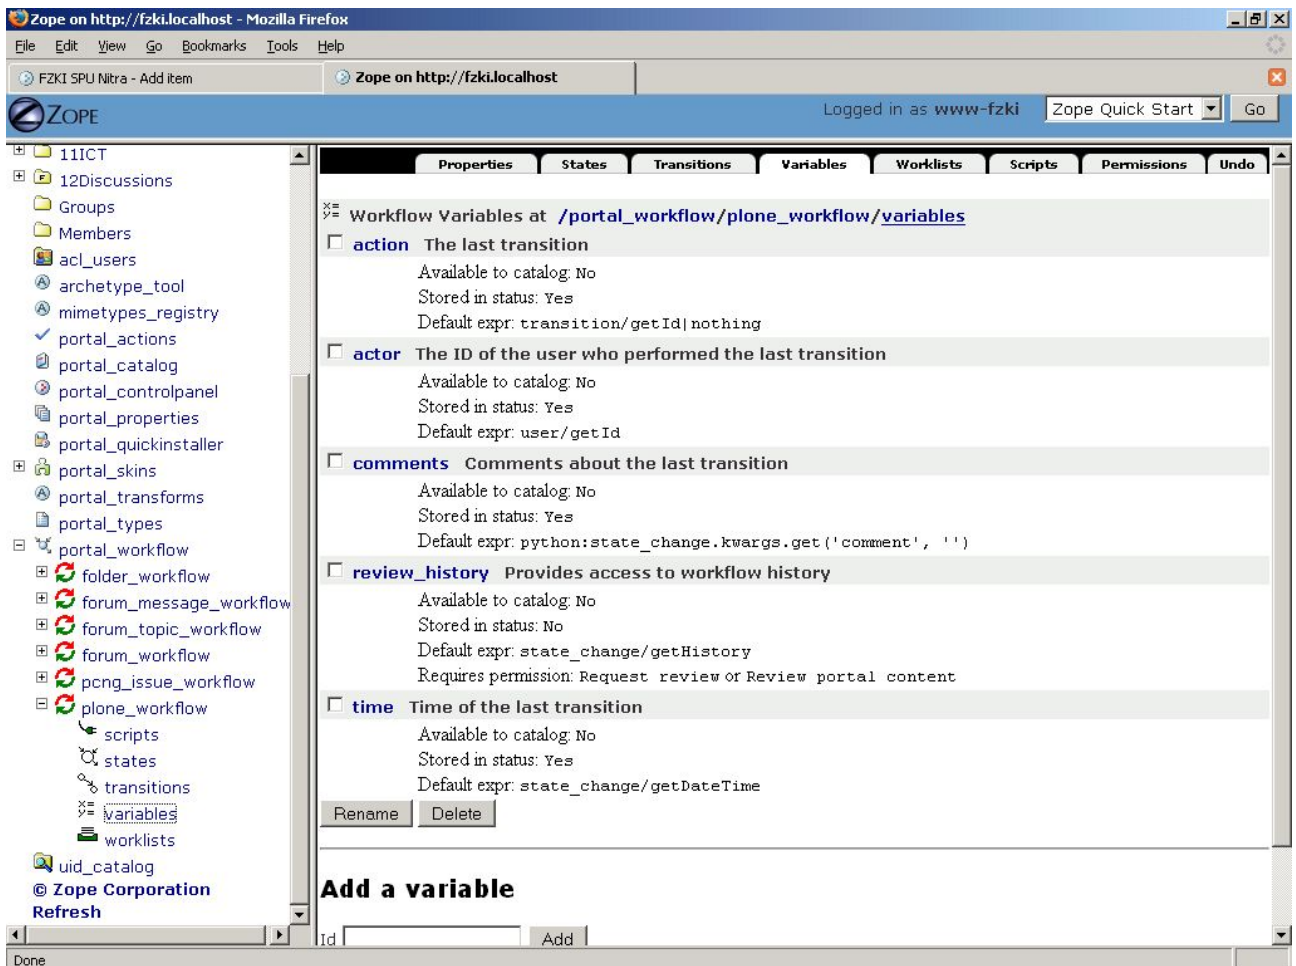 Zope on http://fzki.localhost - Mozilla Firefox
File Edit View Go Bookmarks Tools Help
FZKI SPU Nitra - Add item
Zope on http://fzki.localhost
ZOPE
Logged in as www-fzki
Zope Quick Start
Go
11ICT
12Discussions
Groups
Members
acl_users
archetype_tool
mimetypes_registry
portal_actions
portal_catalog
portal_controlpanel
portal_properties
portal_quickinstaller
portal_skins
portal_transforms
portal_types
portal_workflow
folder_workflow
forum_message_workflow
forum_topic_workflow
forum_workflow
pcng_issue_workflow
plone_workflow
scripts
states
transitions
variables
worklists
uid_catalog
© Zope Corporation
Refresh
Properties States Transitions Variables Worklists Scripts Permissions Undo
Workflow Variables at /portal_workflow/plone_workflow/variables
action The last transition
Available to catalog: No
Stored in status: Yes
Default expr: transition/getId|nothing
actor The ID of the user who performed the last transition
Available to catalog: No
Stored in status: Yes
Default expr: user/getId
comments Comments about the last transition
Available to catalog: No
Stored in status: Yes
Default expr: python:state_change.kwargs.get('comment', '')
review_history Provides access to workflow history
Available to catalog: No
Stored in status: No
Default expr: state_change/getHistory
Requires permission: Request review or Review portal content
time Time of the last transition
Available to catalog: No
Stored in status: Yes
Default expr: state_change/getDateTime
Rename Delete
Add a variable
Id
Add
Done